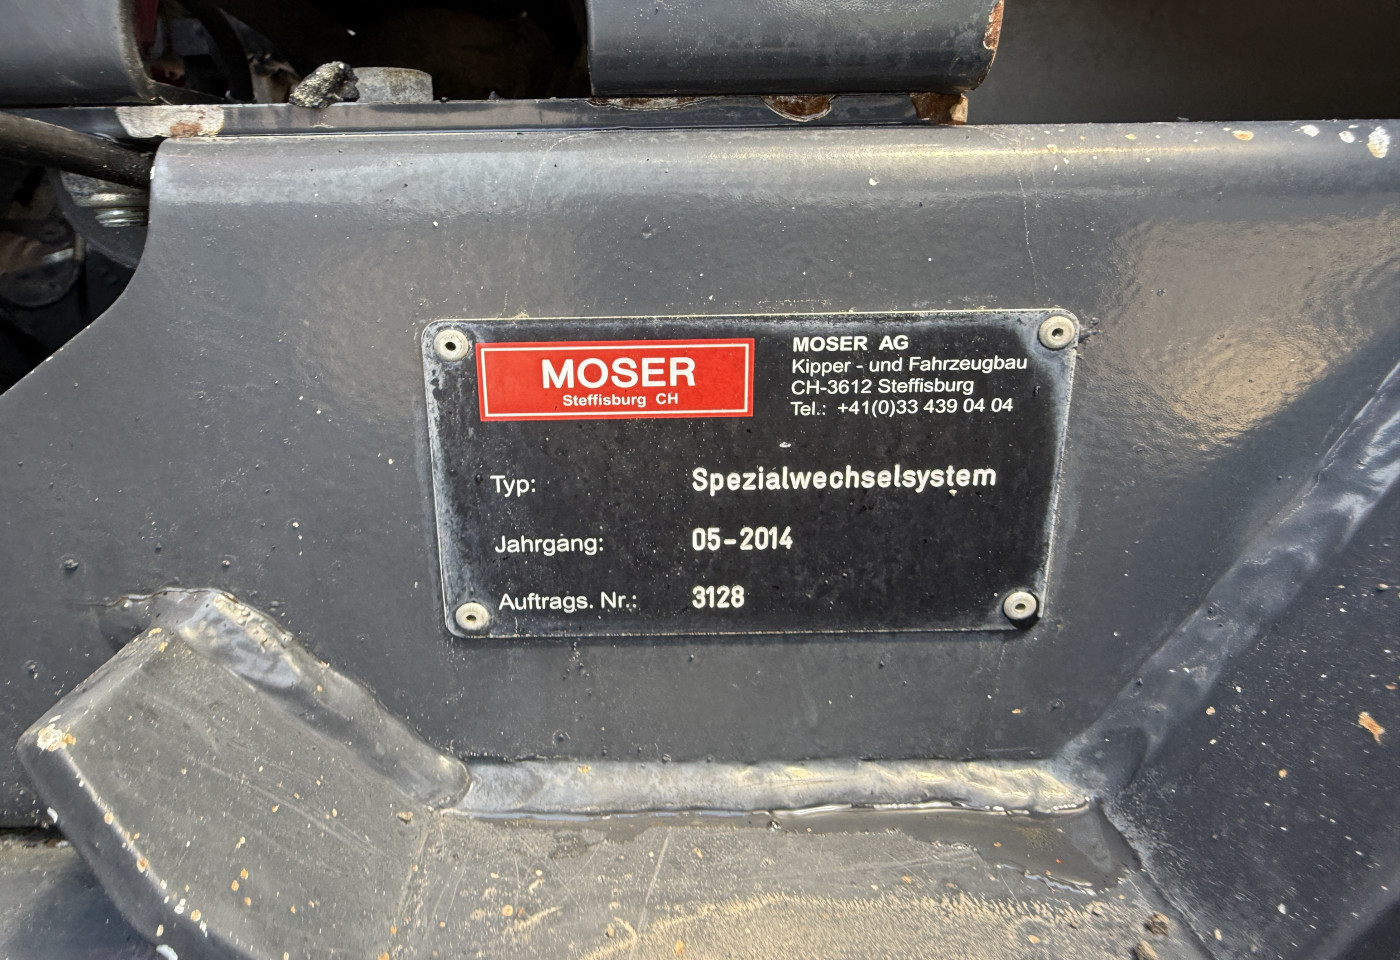 MOSER
Steffisburg CH
MOSER AG
Kipper - und Fahrzeugbau
CH-3612 Steffisburg
Tel.: +41(0)33 439 04 04
Typ: Spezialwechselsystem
Jahrgang: 05-2014
Auftrags. Nr.: 3128